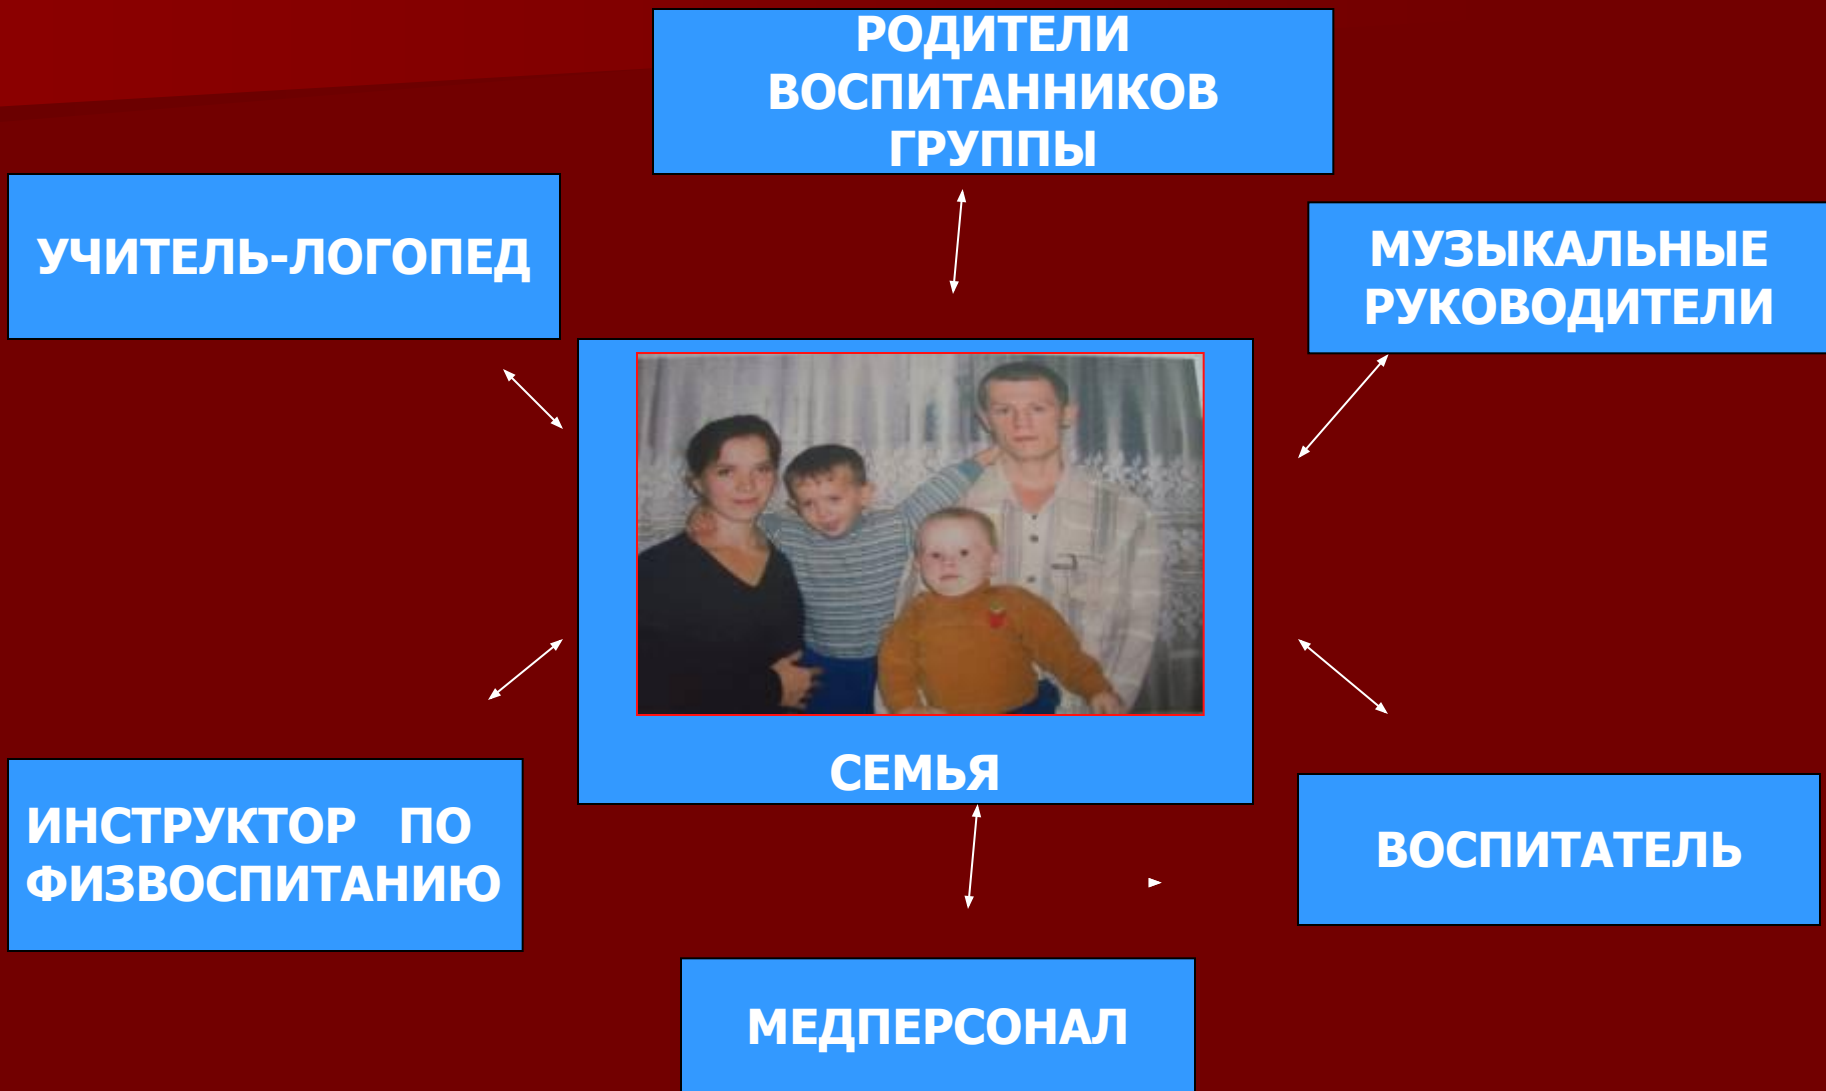 РОДИТЕЛИ
ВОСПИТАННИКОВ
ГРУППЫ
УЧИТЕЛЬ-ЛОГОПЕД
МУЗЫКАЛЬНЫЕ
РУКОВОДИТЕЛИ
СЕМЬЯ
ИНСТРУКТОР ПО
ФИЗВОСПИТАНИЮ
ВОСПИТАТЕЛЬ
МЕДПЕРСОНАЛ